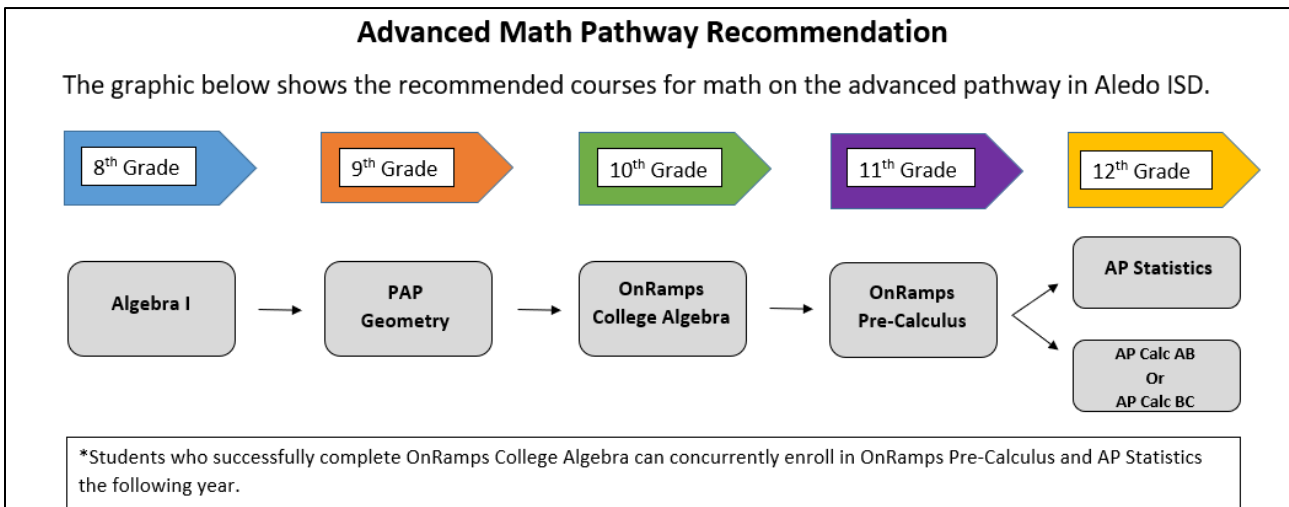 Advanced Math Pathway Recommendation
The graphic below shows the recommended courses for math on the advanced pathway in Aledo ISD.
8th Grade
9th Grade
10th Grade
11th Grade
12th Grade
Algebra I
PAP
Geometry
OnRamps
College Algebra
OnRamps
Pre-Calculus
AP Statistics
AP Calc AB
Or
AP Calc BC
*Students who successfully complete OnRamps College Algebra can concurrently enroll in OnRamps Pre-Calculus and AP Statistics
the following year.